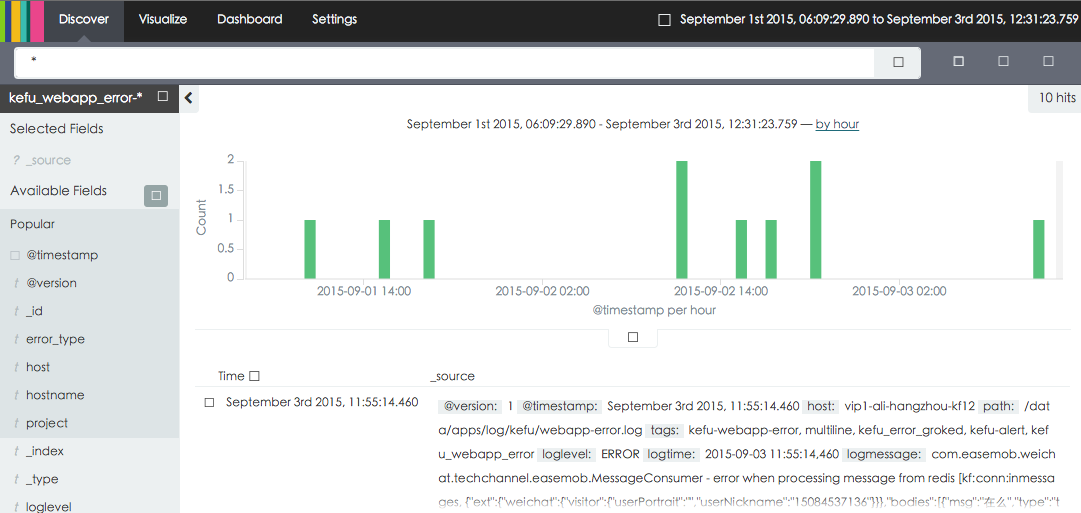 Discover Visualize Dashboard Settings September 1st 2015, 06:09:29.890 to September 3rd 2015, 12:31:23.759
*
kefu_webapp_error-* 10 hits
Selected Fields
? _source
Available Fields
Popular
@timestamp
t @version
t _id
t error_type
t host
t hostname
t project
t _index
t _type
t loglevel
September 1st 2015, 06:09:29.890 - September 3rd 2015, 12:31:23.759 — by hour
Count
2
1.5
1
0.5
0
2015-09-01 14:00 2015-09-02 02:00 2015-09-02 14:00 2015-09-03 02:00
@timestamp per hour
Time _source
September 3rd 2015, 11:55:14.460 @version: 1 @timestamp: September 3rd 2015, 11:55:14.460 host: vip1-ali-hangzhou-kf12 path: /dat
a/apps/log/kefu/webapp-error.log tags: kefu-webapp-error, multiline, kefu_error_groked, kefu-alert, kef
u_webapp_error loglevel: ERROR logtime: 2015-09-03 11:55:14,460 logmessage: com.easemob.weich
at.techchannel.easemob.MessageConsumer - error when processing message from redis [kf:conn:inmess
ages, {"ext":{"weichat":{"visitor":{"userPortrait":"","userNickname":"15084537136"}}},"bodies":[{"msg":"在么","type":"t